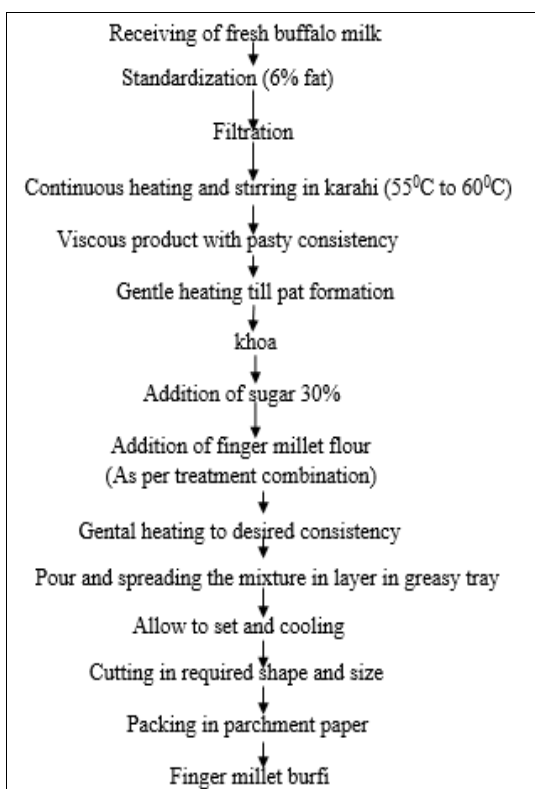 Receiving of fresh buffalo milk
Standardization (6% fat)
Filtration
Continuous heating and stirring in karahi (55⁰C to 60⁰C)
Viscous product with pasty consistency
Gentle heating till pat formation
khoa
Addition of sugar 30%
Addition of finger millet flour
(As per treatment combination)
Gental heating to desired consistency
Pour and spreading the mixture in layer in greasy tray
Allow to set and cooling
Cutting in required shape and size
Packing in parchment paper
Finger millet burfi